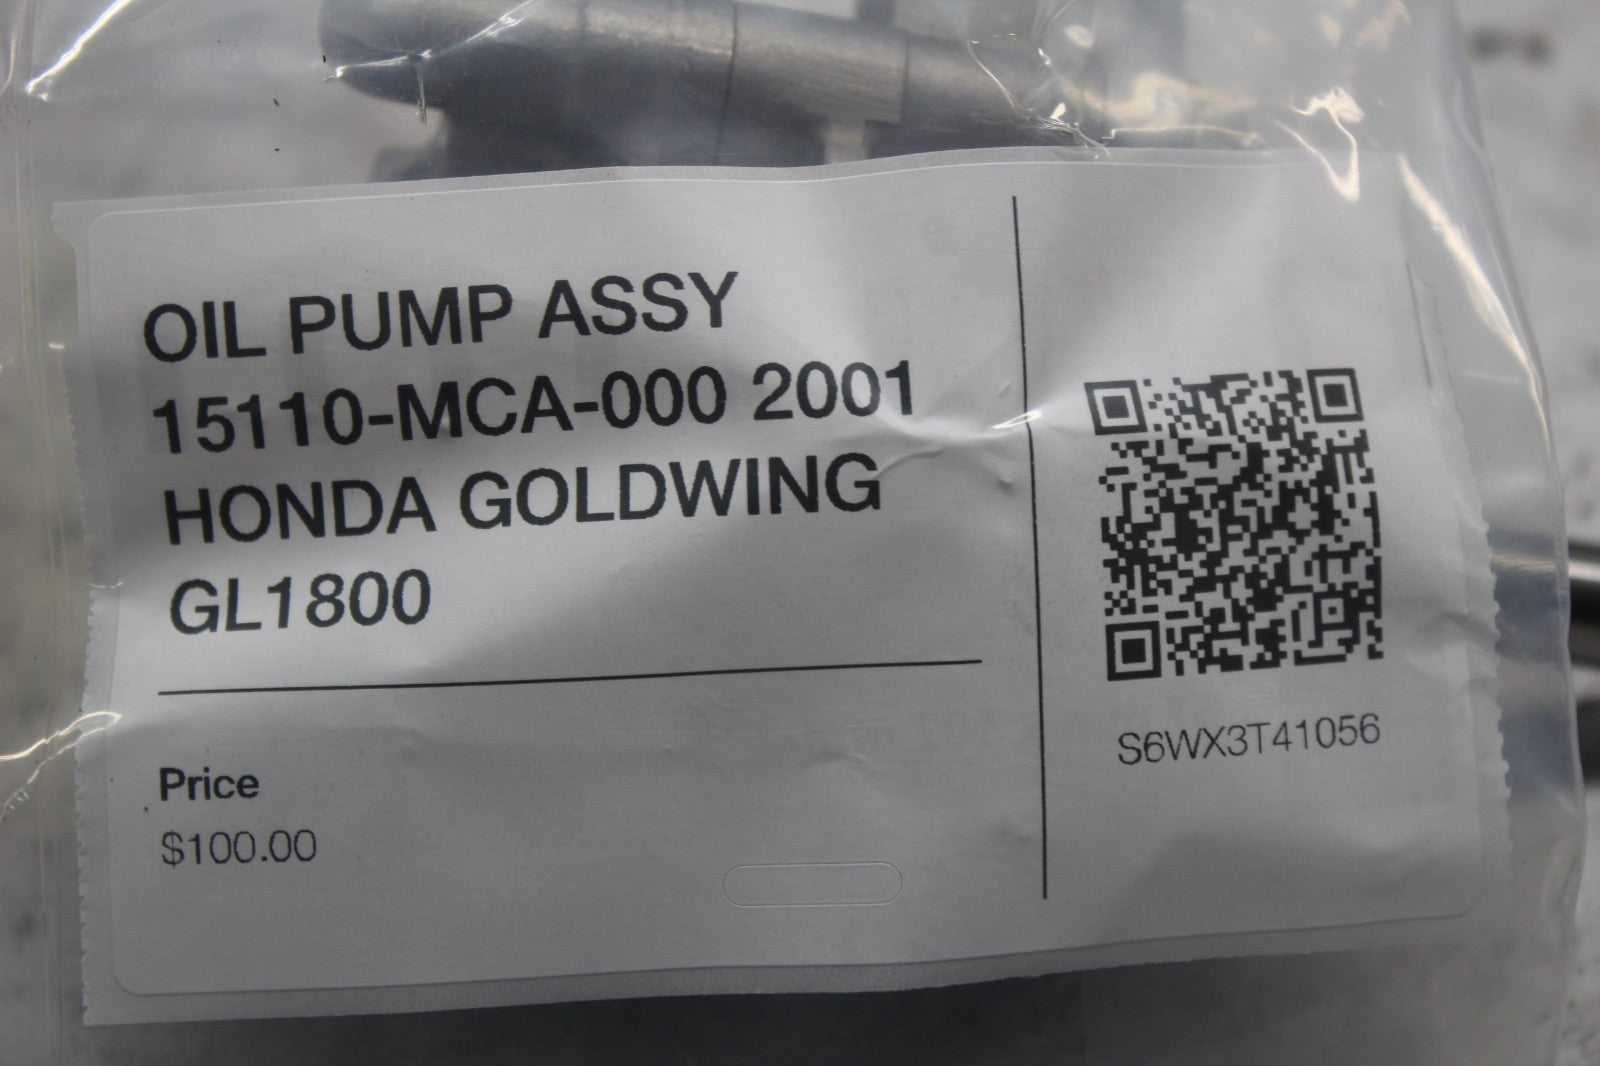 OIL PUMP ASSY
15110-MCA-000 2001
HONDA GOLDWING
GL1800
Price
$100.00
S6WX3T41056